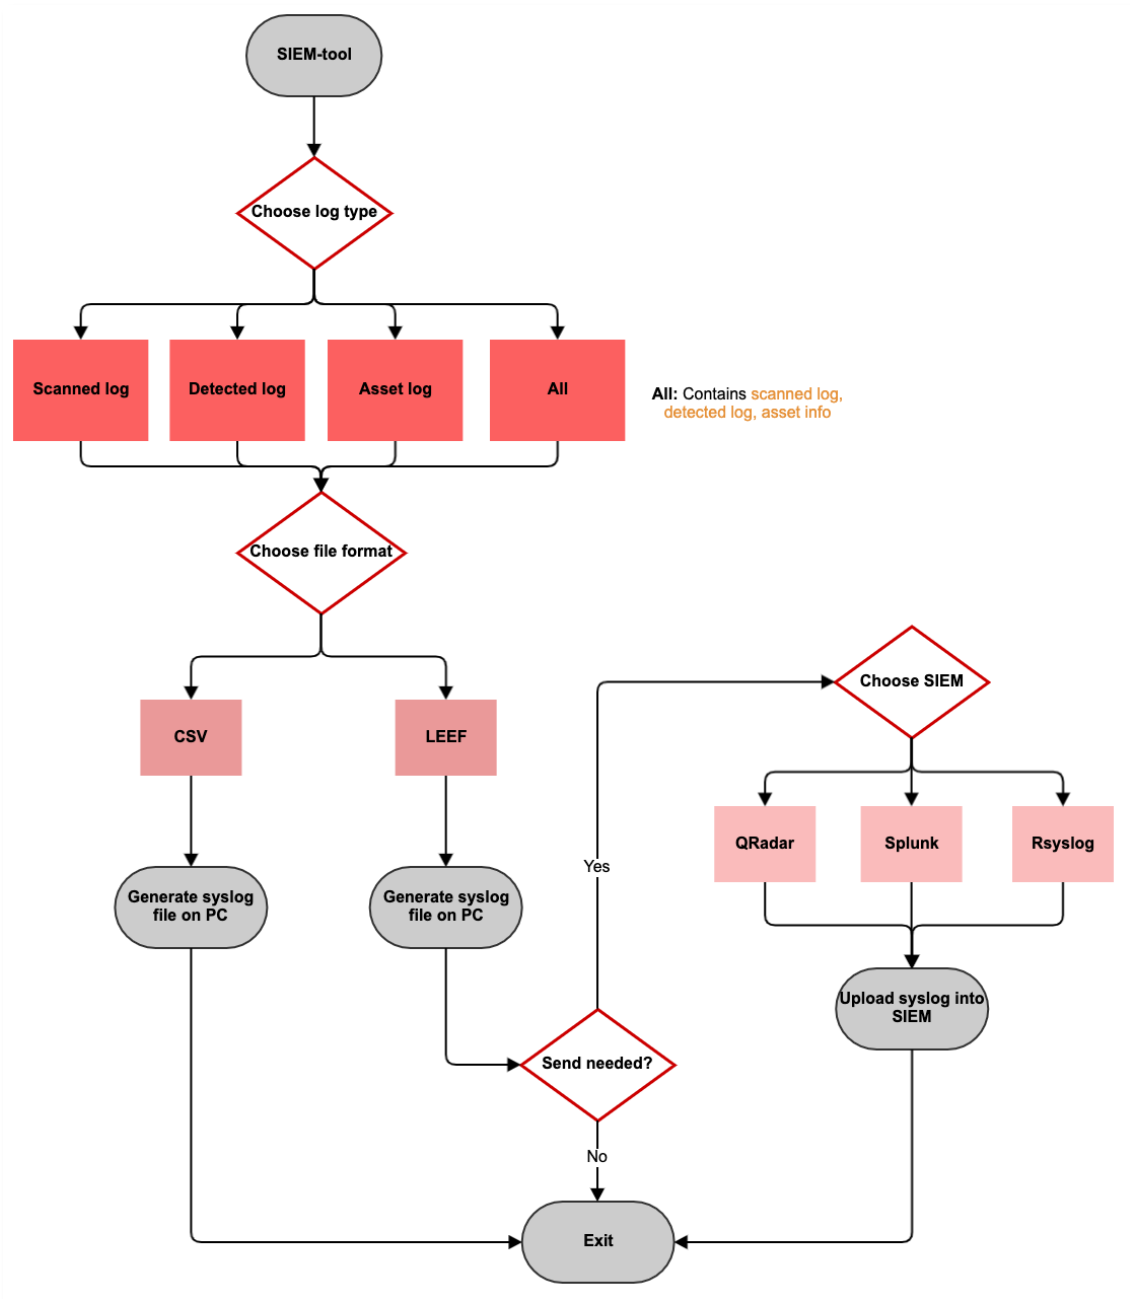 SIEM-tool
Choose log type
Scanned log
Detected log
Asset log
All
All: Contains scanned log,
detected log, asset info
Choose file format
Choose SIEM
CSV
LEEF
QRadar
Splunk
Rsyslog
Yes
Generate syslog
file on PC
Generate syslog
file on PC
Upload syslog into
SIEM
Send needed?
No
Exit